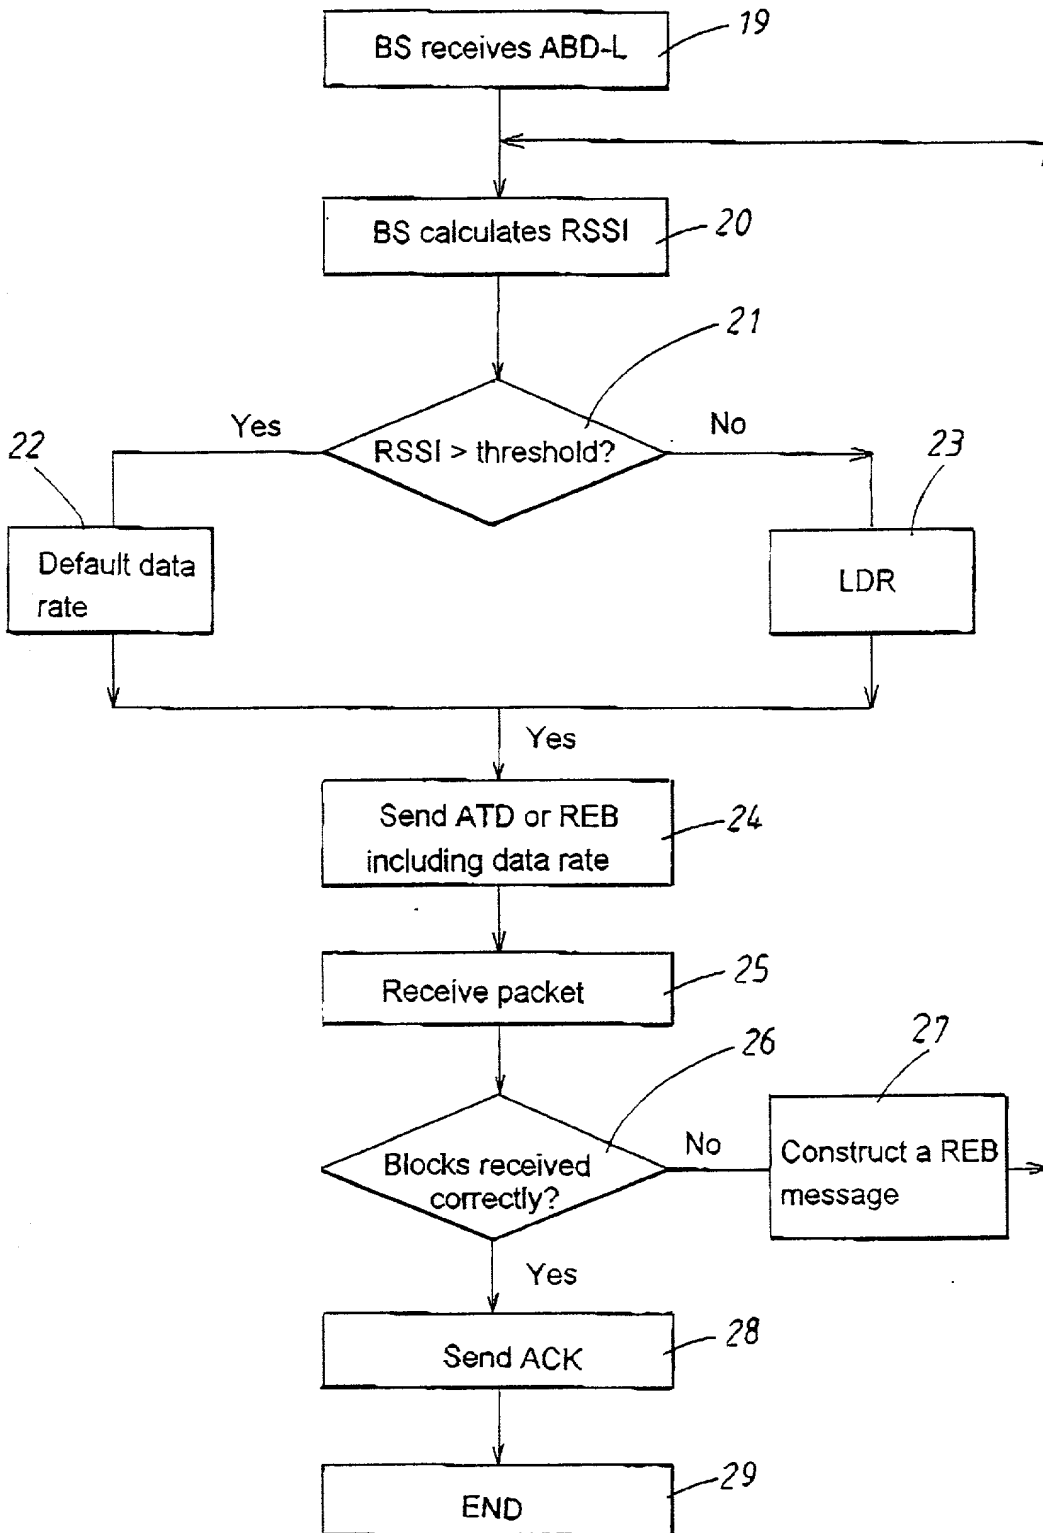 19
BS receives ABD-L
BS calculates RSSI
20
21
Yes
No
RSSI > threshold?
22
23
Default data
rate
LDR
Yes
Send ATD or REB
including data rate
24
Receive packet
25
26
27
Blocks received
correctly?
No
Construct a REB
message
Yes
Send ACK
28
END
29